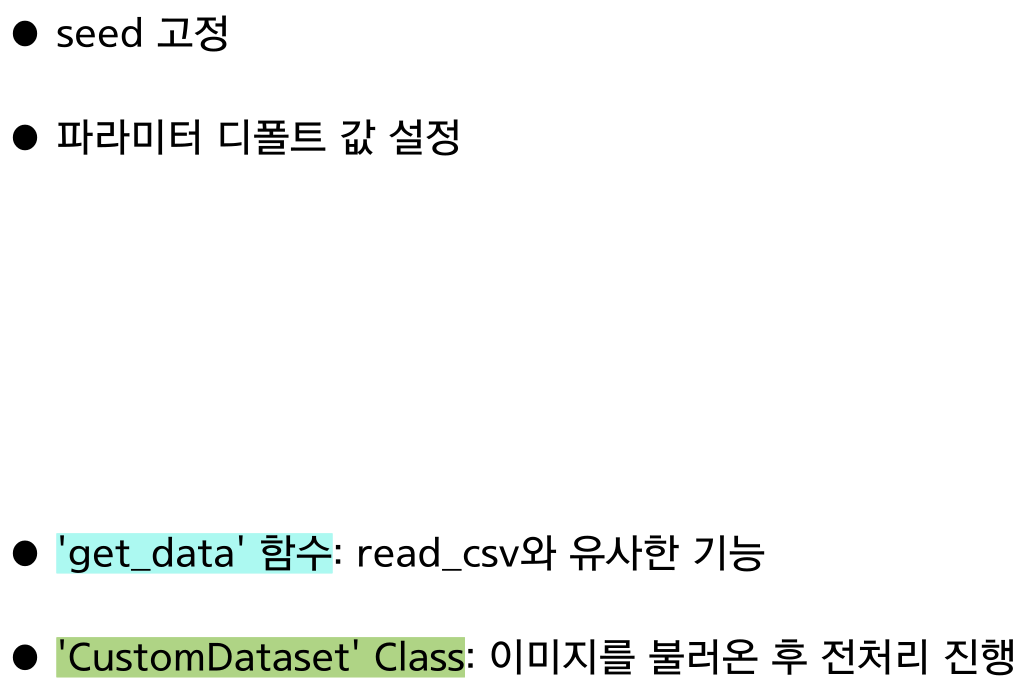 ● seed 고정
● 파라미터 디폴트 값 설정
● 'get_data' 함수: read_csv와 유사한 기능
● 'CustomDataset' Class: 이미지를 불러온 후 전처리 진행